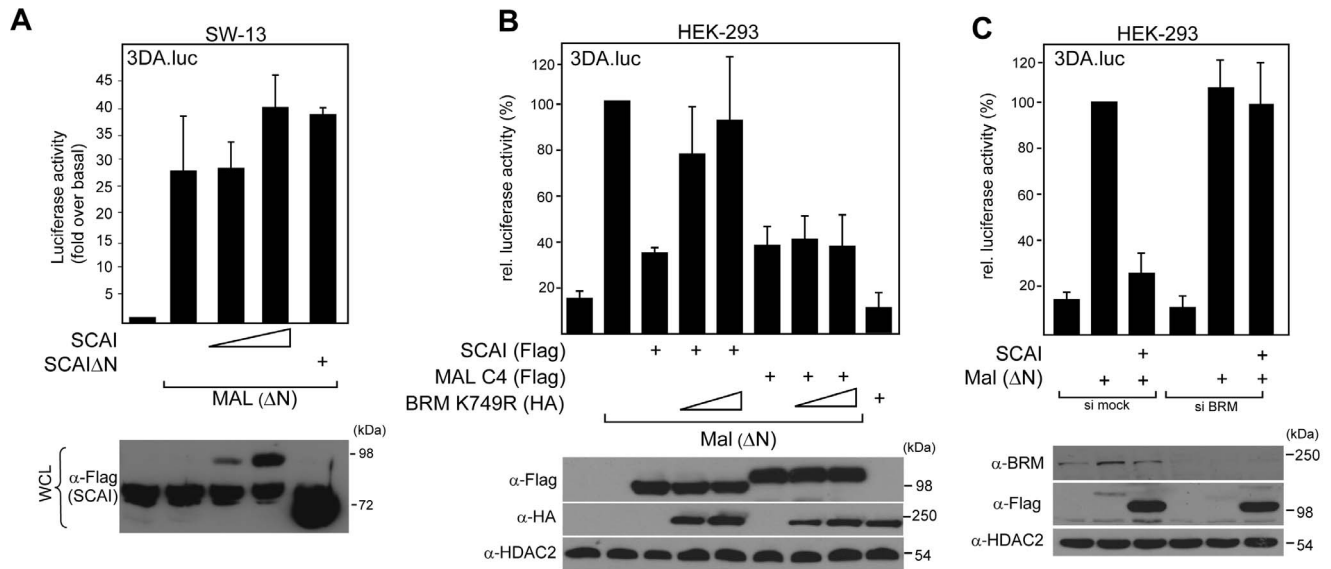 A
SW-13
3DA.luc
Luciferase activity
(fold over basal)
45
40
35
30
25
20
15
10
5
SCAI
SCAIΔN
+
MAL (ΔN)
(kDa)
WCL
α-Flag
(SCAI)
98
72
B
HEK-293
3DA.luc
rel. luciferase activity (%)
120
100
80
60
40
20
SCAI (Flag) + + +
MAL C4 (Flag) + + +
BRM K749R (HA) +
Mal (ΔN)
(kDa)
α-Flag 98
α-HA 250
α-HDAC2 54
C
HEK-293
3DA.luc
rel. luciferase activity (%)
120
100
80
60
40
20
SCAI + +
Mal (ΔN) + + + +
si mock si BRM
(kDa)
α-BRM 250
α-Flag 98
α-HDAC2 54